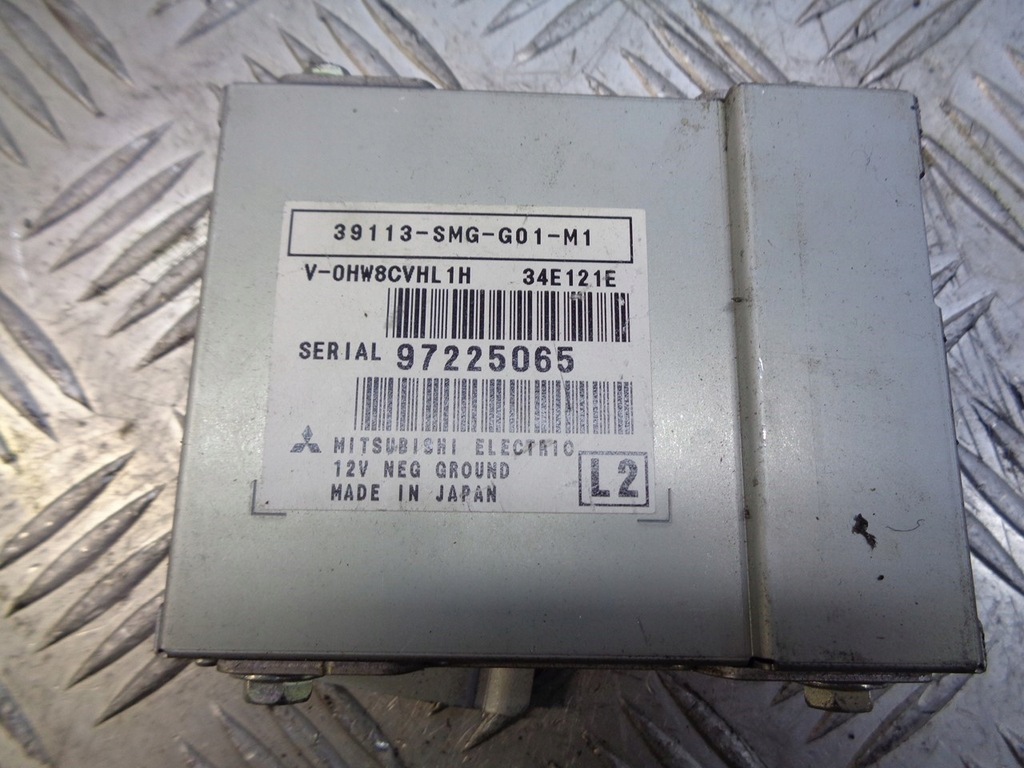 39113-SMG-G01-M1
V-0HW8CVHL1H 34E121E
SERIAL 97225065
MITSUBISHI ELECTRIC
12V NEG GROUND
MADE IN JAPAN
L2